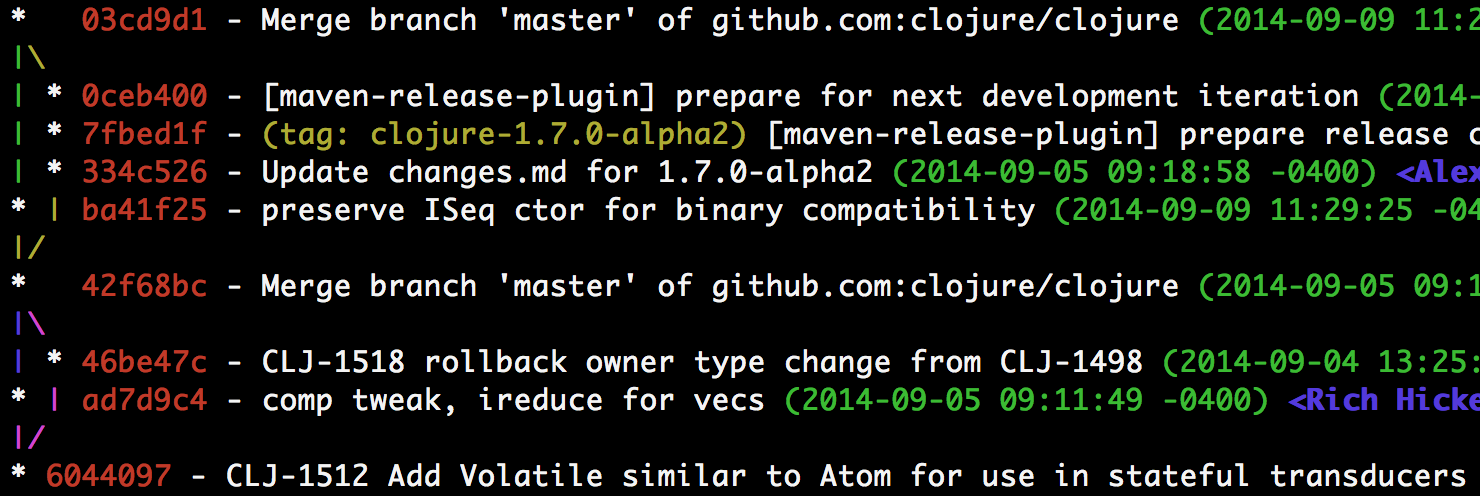 *   03cd9d1 - Merge branch 'master' of github.com:clojure/clojure (2014-09-09 11:2
|\
| * 0ceb400 - [maven-release-plugin] prepare for next development iteration (2014-
| * 7fbed1f - (tag: clojure-1.7.0-alpha2) [maven-release-plugin] prepare release c
| * 334c526 - Update changes.md for 1.7.0-alpha2 (2014-09-05 09:18:58 -0400) <Alex
* | ba41f25 - preserve ISeq ctor for binary compatibility (2014-09-09 11:29:25 -04
|/
*   42f68bc - Merge branch 'master' of github.com:clojure/clojure (2014-09-05 09:1
|\
| * 46be47c - CLJ-1518 rollback owner type change from CLJ-1498 (2014-09-04 13:25:
* | ad7d9c4 - comp tweak, ireduce for vecs (2014-09-05 09:11:49 -0400) <Rich Hicke
|/
* 6044097 - CLJ-1512 Add Volatile similar to Atom for use in stateful transducers